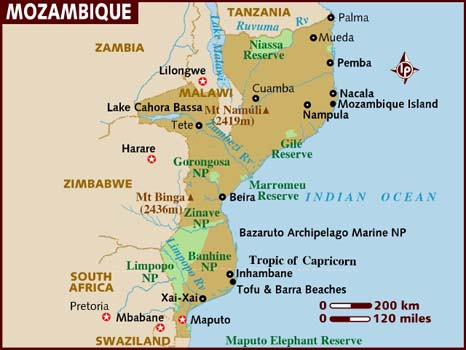 MOZAMBIQUE
TANZANIA
Palma
Ruvuma Rv
Mueda
Lake Malawi
ZAMBIA
Niassa
Reserve
Pemba
Lilongwe
MALAWI
Cuamba
Nacala
Lake Cahora Bassa
Mozambique Island
Mt Namúli
(2419m)
Nampula
Tete
Zambezi Rv
Harare
Gilé
Reserve
Gorongosa
NP
ZIMBABWE
Marromeu
Reserve
Mt Binga
(2436m)
Beira
INDIAN OCEAN
Zinave
NP
Bazaruto Archipelago Marine NP
Limpopo Rv
Banhine
NP
Tropic of Capricorn
Limpopo
NP
Inhambane
SOUTH
AFRICA
Tofu & Barra Beaches
Pretoria
Xai-Xai
0 200 km
0 120 miles
Mbabane
Maputo
SWAZILAND
Maputo Elephant Reserve